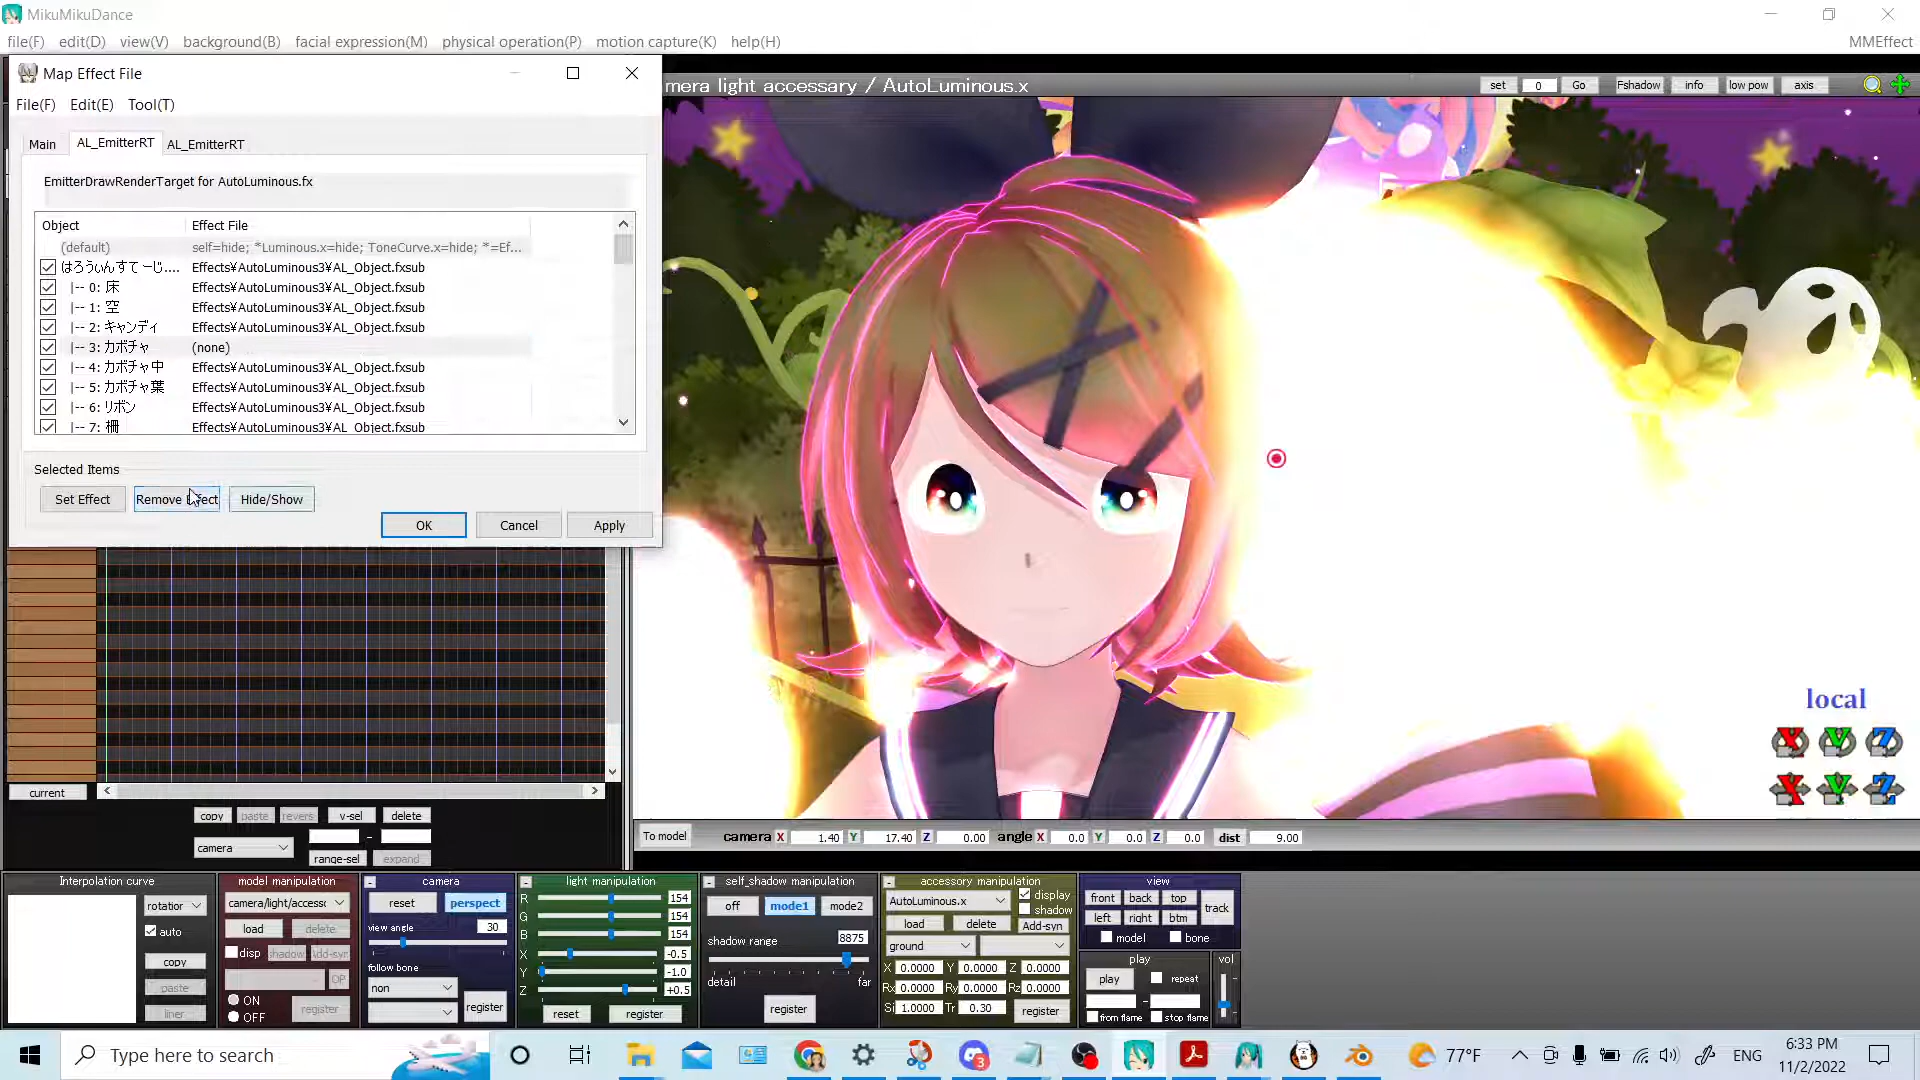 MikuMikuDance
file(F) edit(D) view(V) background(B) facial expression(M) physical operation(P) motion capture(K) help(H) MMEffect
Map Effect File
File(F) Edit(E) Tool(T)
Main AL_EmitterRT AL_EmitterRT
EmitterDrawRenderTarget for AutoLuminous.fx
Object Effect File
(default) self=hide; *Luminous.x=hide; ToneCurve.x=hide; *=Ef...
はろうぃんすてーじ.... Effects¥AutoLuminous3¥AL_Object.fxsub
|-- 0: 床 Effects¥AutoLuminous3¥AL_Object.fxsub
|-- 1: 空 Effects¥AutoLuminous3¥AL_Object.fxsub
|-- 2: キャンディ Effects¥AutoLuminous3¥AL_Object.fxsub
|-- 3: カボチャ (none)
|-- 4: カボチャ中 Effects¥AutoLuminous3¥AL_Object.fxsub
|-- 5: カボチャ葉 Effects¥AutoLuminous3¥AL_Object.fxsub
|-- 6: リボン Effects¥AutoLuminous3¥AL_Object.fxsub
|-- 7: 柵 Effects¥AutoLuminous3¥AL_Object.fxsub
Selected Items
Set Effect Remove Effect Hide/Show
OK Cancel Apply
mera light accessary / AutoLuminous.x
set 0 Go Fshadow info low pow axis
local
X Y Z
X Y Z
current
copy paste revers v-sel delete
camera -
range-sel expand
To model camera X 1.40 Y 17.40 Z 0.00 angle X 0.0 Y 0.0 Z 0.0 dist 9.00
Interpolation curve
rotation
auto
copy
paste
liner
model manipulation
camera/light/accessc
load delete
disp shadow Add-syn
OP
ON
OFF
register
camera
reset perspect
view angle 30
follow bone
non
register
light manipulation
R 154
G 154
B 154
X -0.5
Y -1.0
Z +0.5
reset register
self_shadow manipulation
off mode1 mode2
shadow range 8875
detail far
register
accessory manipulation
AutoLuminous.x display
shadow
load delete Add-syn
ground
X 0.0000 Y 0.0000 Z 0.0000
Rx 0.0000 Ry 0.0000 Rz 0.0000
Si 1.0000 Tr 0.30 register
view
front back top
left right btm track
model bone
play
play repeat
-
from flame stop flame
vol
Type here to search
3
77°F
ENG
6:33 PM
11/2/2022